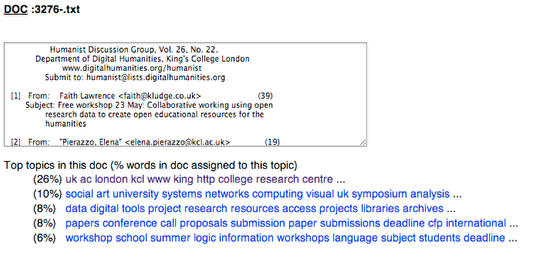 DOC :3276-.txt
Humanist Discussion Group, Vol. 26, No. 22.
Department of Digital Humanities, King's College London
www.digitalhumanities.org/humanist
Submit to: humanist@lists.digitalhumanities.org
[1] From: Faith Lawrence <faith@kludge.co.uk> (39)
Subject: Free workshop 23 May: Collaborative working using open
research data to create open educational resources for the
humanities
[2] From: "Pierazzo, Elena" <elena.pierazzo@kcl.ac.uk> (19)
Top topics in this doc (% words in doc assigned to this topic)
(26%) uk ac london kcl www king http college research centre ...
(10%) social art university systems networks computing visual uk symposium analysis ...
(8%) data digital tools project research resources access projects libraries archives ...
(8%) papers conference call proposals submission paper submissions deadline cfp international ...
(6%) workshop school summer logic information workshops language subject students deadline ...